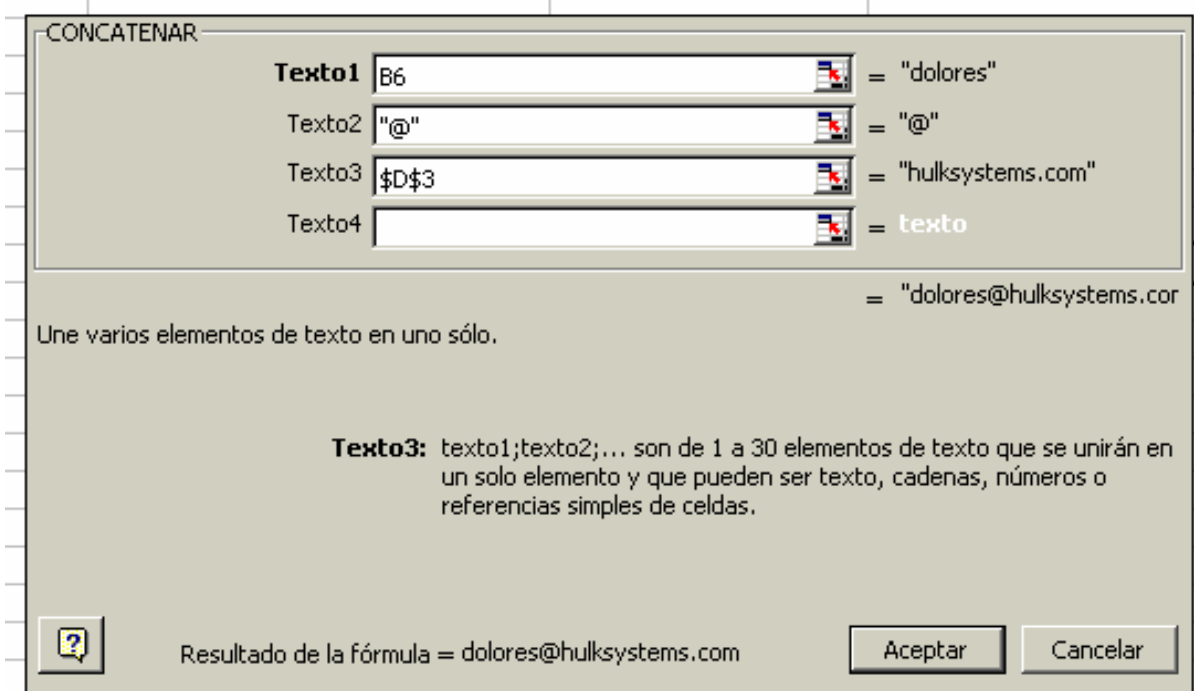 CONCATENAR
Texto1 B6 = "dolores"
Texto2 "@" = "@"
Texto3 $D$3 = "hulksystems.com"
Texto4 = texto
= "dolores@hulksystems.cor
Une varios elementos de texto en uno sólo.
Texto3: texto1;texto2;... son de 1 a 30 elementos de texto que se unirán en
un solo elemento y que pueden ser texto, cadenas, números o
referencias simples de celdas.
Resultado de la fórmula = dolores@hulksystems.com Aceptar Cancelar